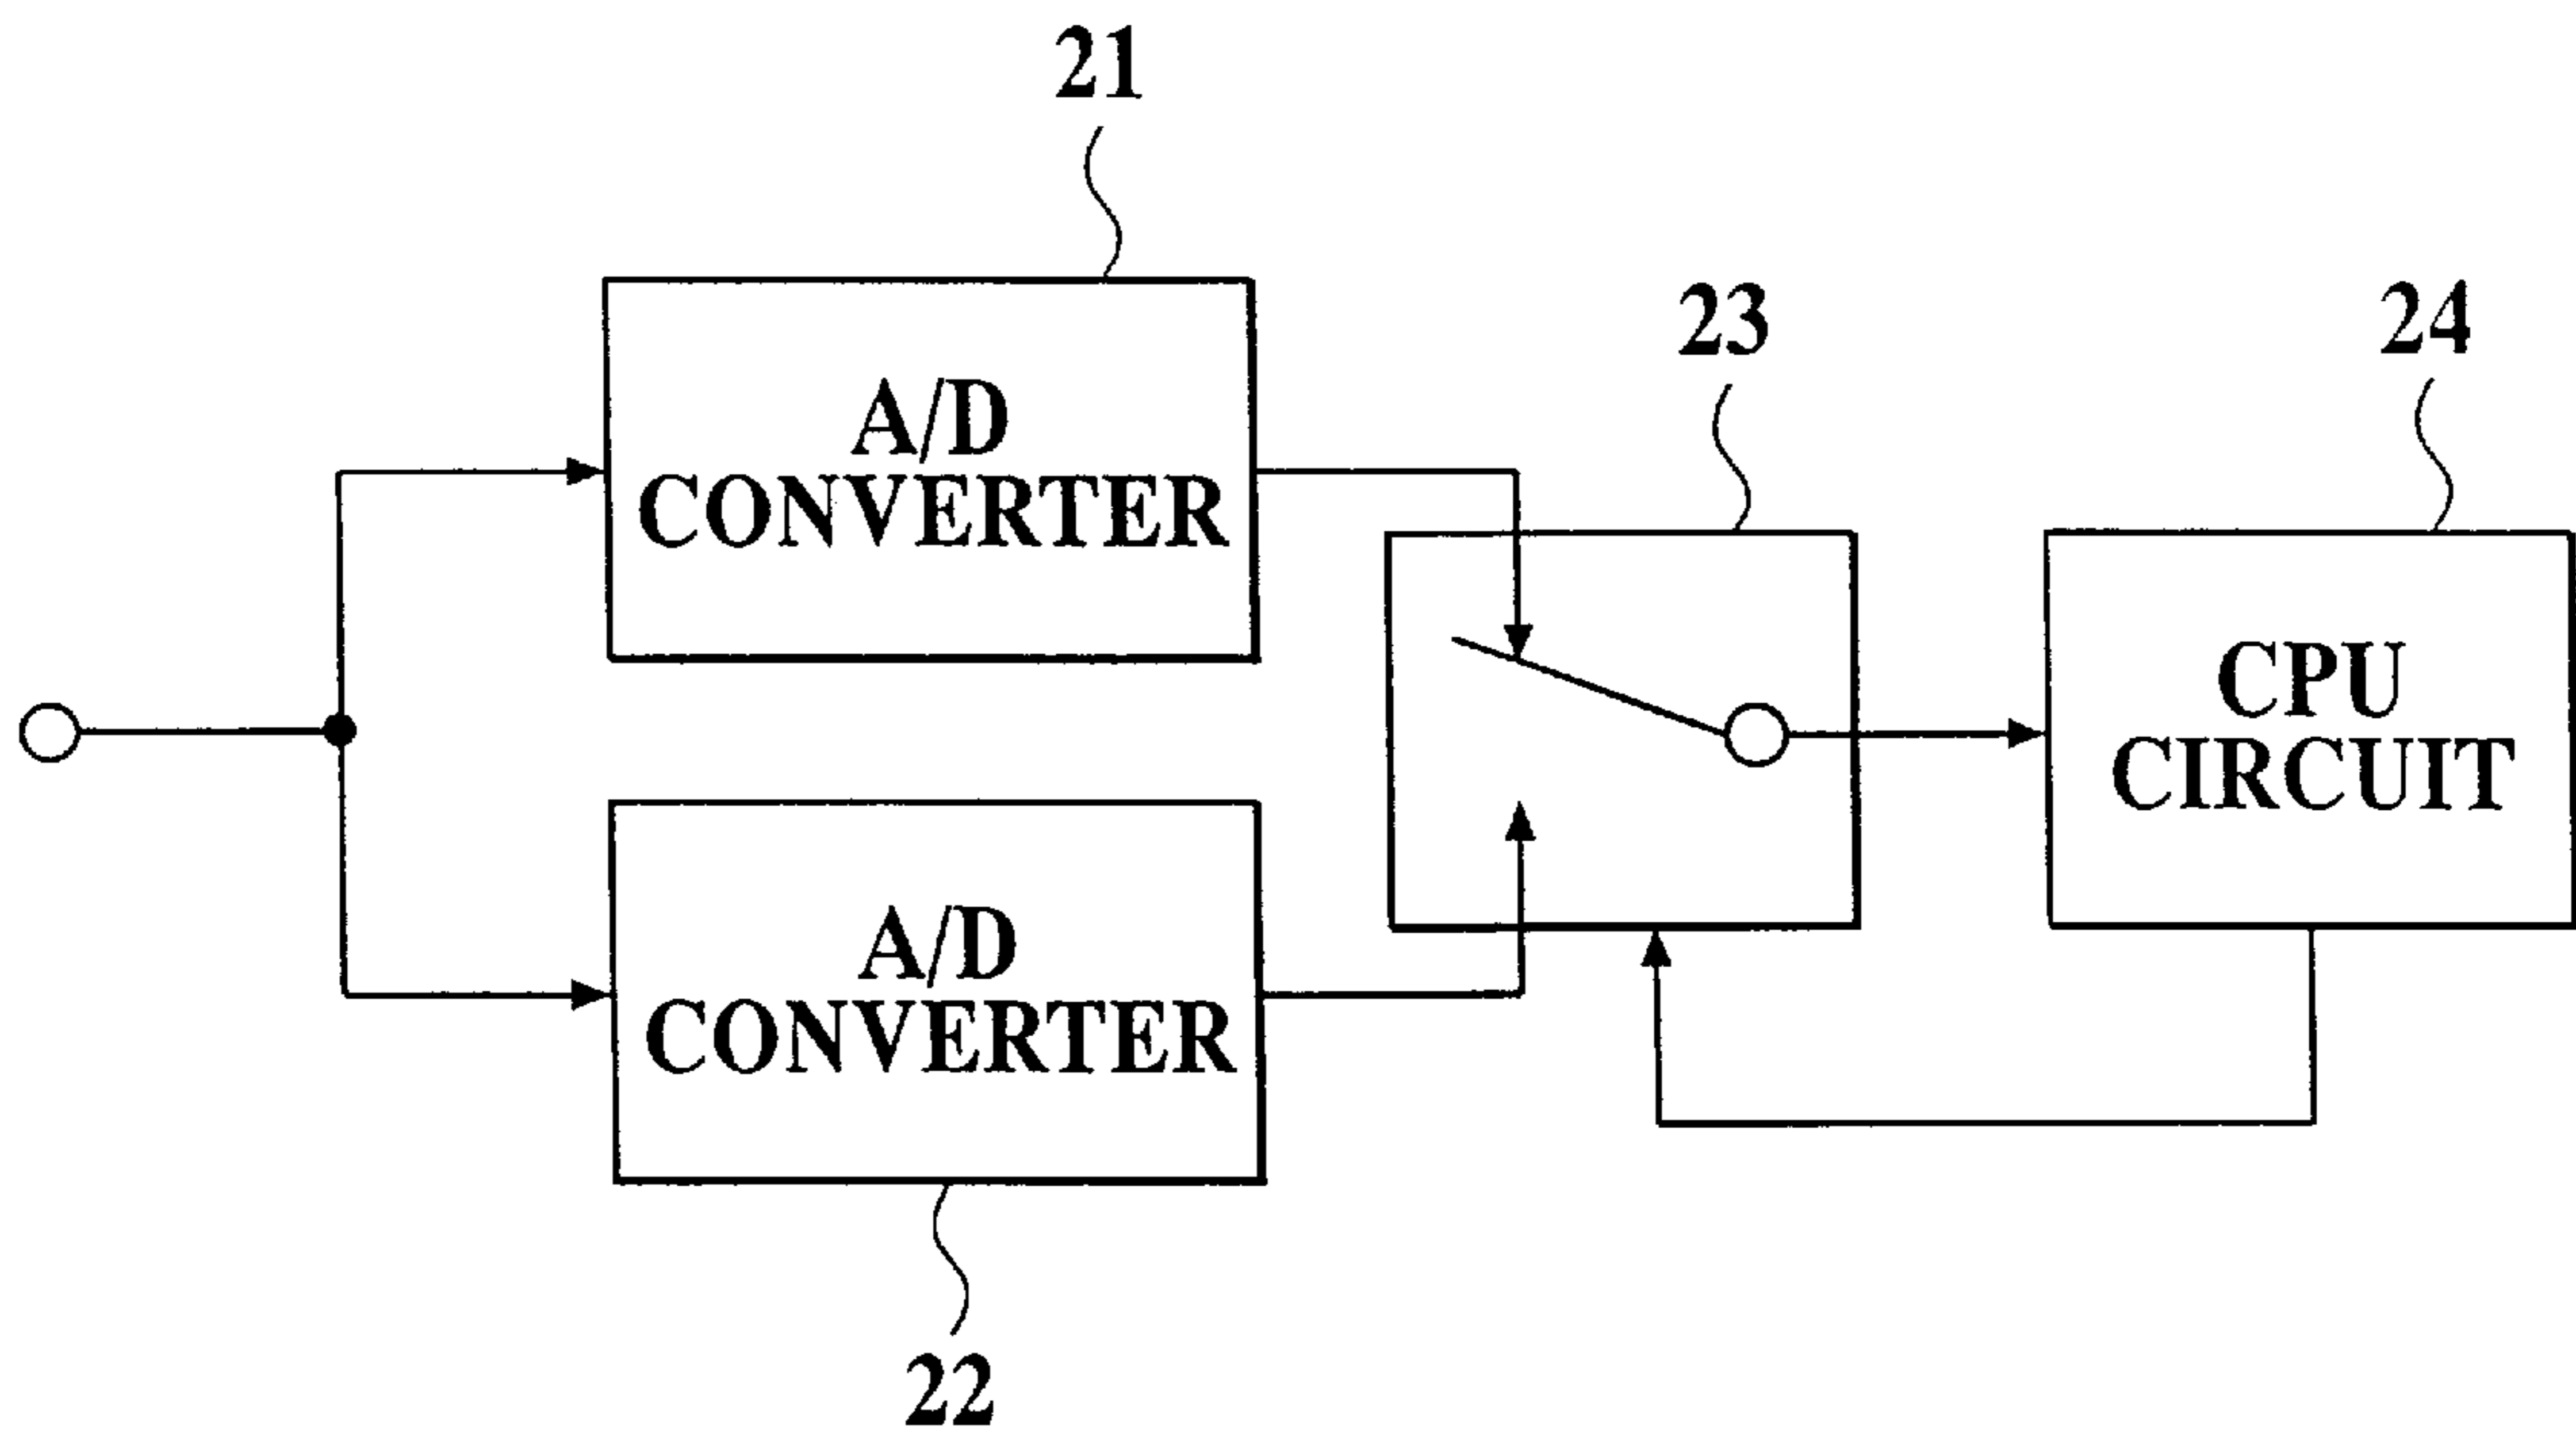 21
A/D
CONVERTER
23
24
CPU
CIRCUIT
A/D
CONVERTER
22